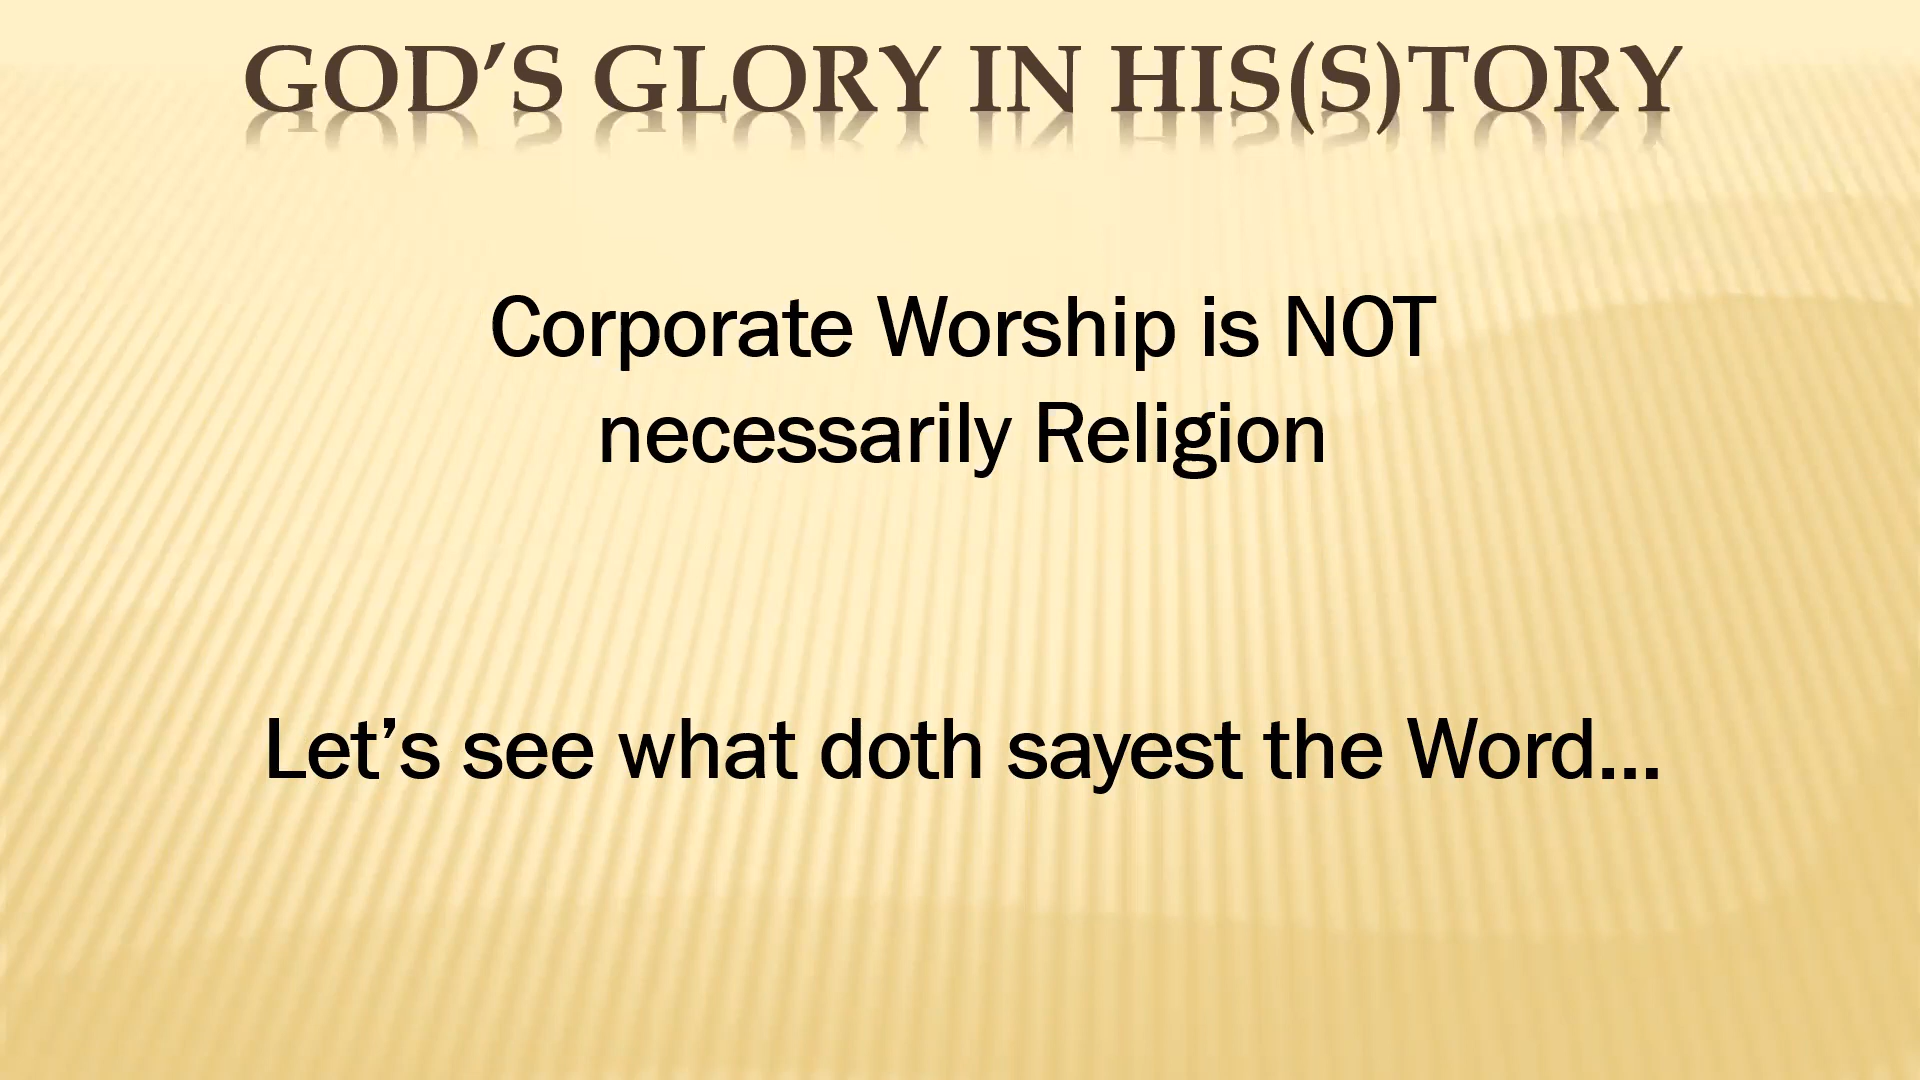 GOD’S GLORY IN HIS(S)TORY
Corporate Worship is NOT
necessarily Religion
Let’s see what doth sayest the Word…